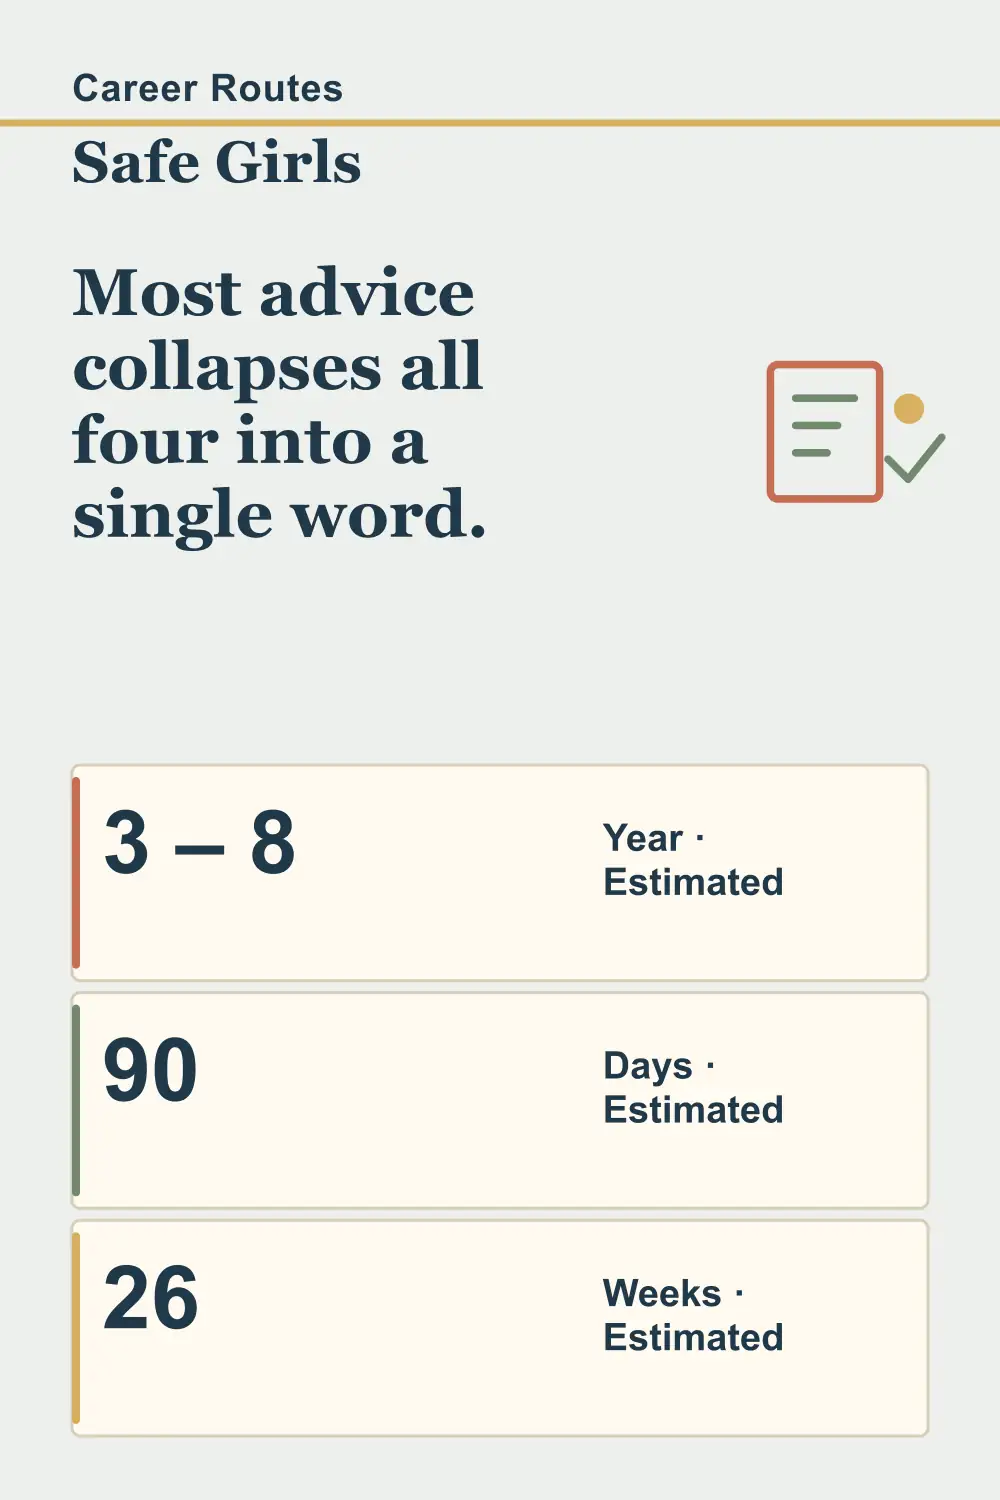 Career Routes
Safe Girls
Most advice
collapses all
four into a
single word.
3 – 8
Year ·
Estimated
90
Days ·
Estimated
26
Weeks ·
Estimated